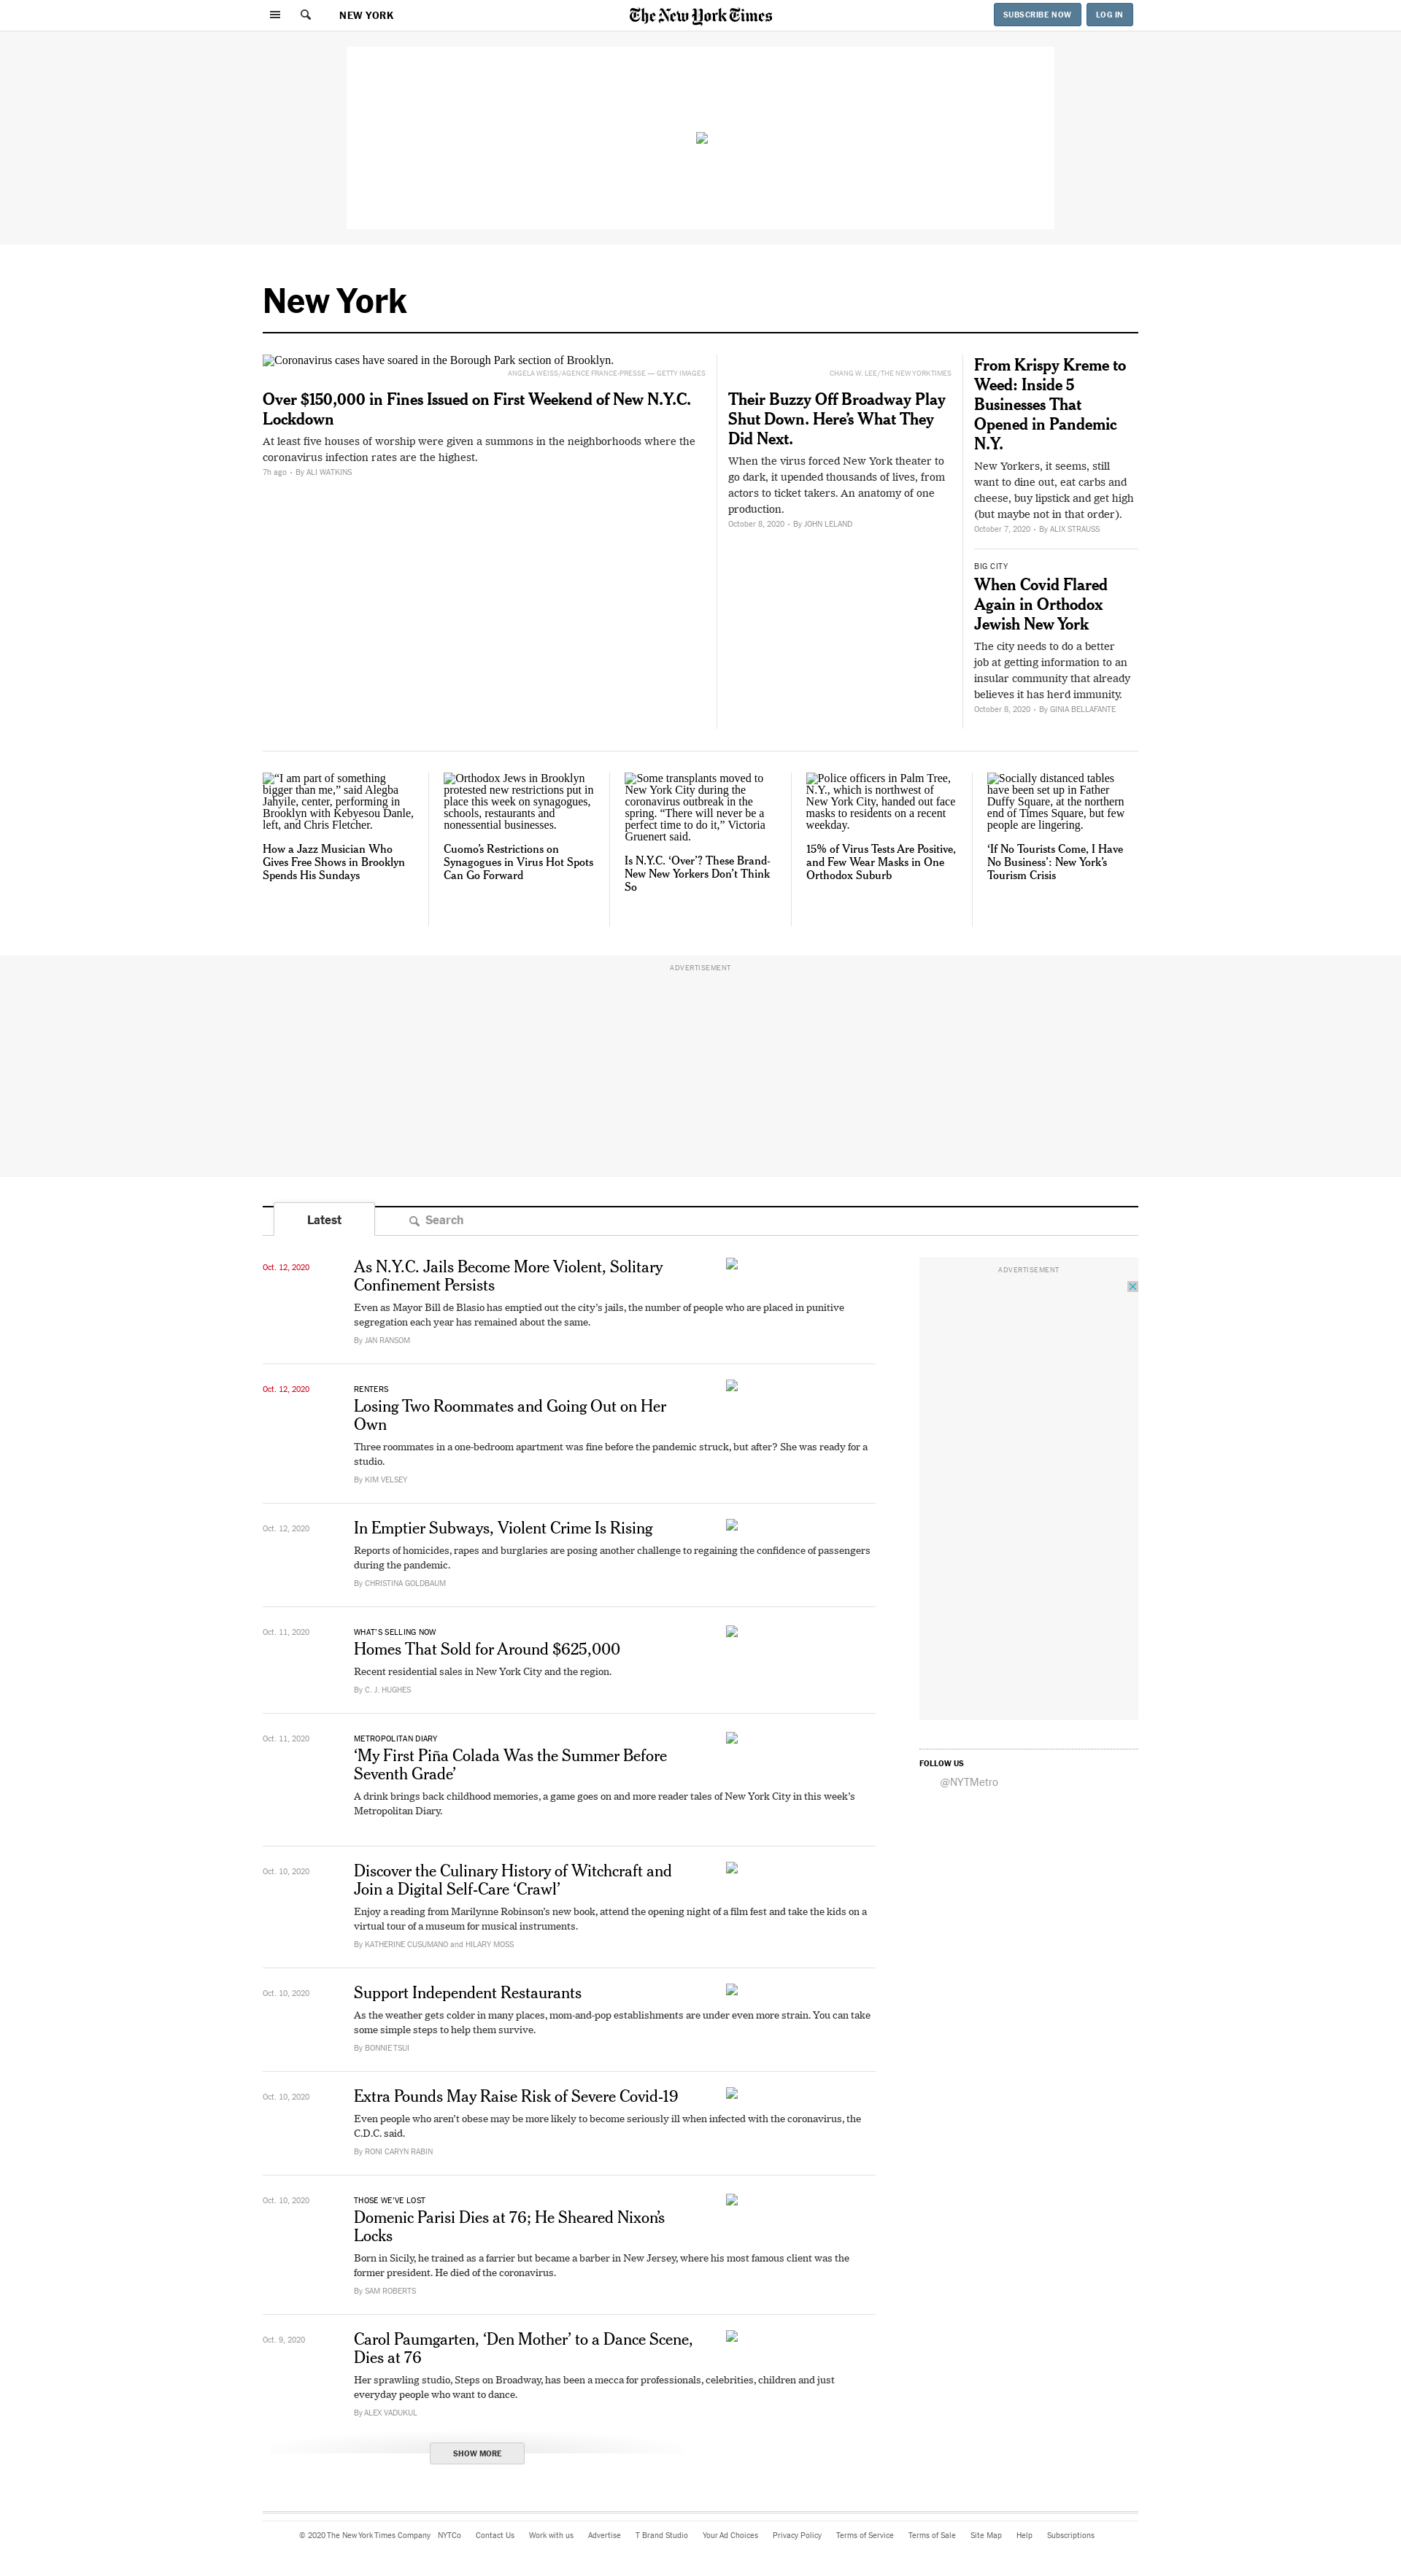 NEW YORK
The New York Times
SUBSCRIBE NOW
LOG IN
New York
Coronavirus cases have soared in the Borough Park section of Brooklyn.
ANGELA WEISS/AGENCE FRANCE-PRESSE — GETTY IMAGES
Over $150,000 in Fines Issued on First Weekend of New N.Y.C.
Lockdown
At least five houses of worship were given a summons in the neighborhoods where the
coronavirus infection rates are the highest.
7h ago • By ALI WATKINS
CHANG W. LEE/THE NEW YORK TIMES
Their Buzzy Off Broadway Play
Shut Down. Here’s What They
Did Next.
When the virus forced New York theater to
go dark, it upended thousands of lives, from
actors to ticket takers. An anatomy of one
production.
October 8, 2020 • By JOHN LELAND
From Krispy Kreme to
Weed: Inside 5
Businesses That
Opened in Pandemic
N.Y.
New Yorkers, it seems, still
want to dine out, eat carbs and
cheese, buy lipstick and get high
(but maybe not in that order).
October 7, 2020 • By ALIX STRAUSS
BIG CITY
When Covid Flared
Again in Orthodox
Jewish New York
The city needs to do a better
job at getting information to an
insular community that already
believes it has herd immunity.
October 8, 2020 • By GINIA BELLAFANTE
“I am part of something
bigger than me,” said Alegba
Jahyile, center, performing in
Brooklyn with Kebyesou Danle,
left, and Chris Fletcher.
How a Jazz Musician Who
Gives Free Shows in Brooklyn
Spends His Sundays
Orthodox Jews in Brooklyn
protested new restrictions put in
place this week on synagogues,
schools, restaurants and
nonessential businesses.
Cuomo’s Restrictions on
Synagogues in Virus Hot Spots
Can Go Forward
Some transplants moved to
New York City during the
coronavirus outbreak in the
spring. “There will never be a
perfect time to do it,” Victoria
Gruenert said.
Is N.Y.C. ‘Over’? These Brand-
New New Yorkers Don’t Think
So
Police officers in Palm Tree,
N.Y., which is northwest of
New York City, handed out face
masks to residents on a recent
weekday.
15% of Virus Tests Are Positive,
and Few Wear Masks in One
Orthodox Suburb
Socially distanced tables
have been set up in Father
Duffy Square, at the northern
end of Times Square, but few
people are lingering.
‘If No Tourists Come, I Have
No Business’: New York’s
Tourism Crisis
ADVERTISEMENT
Latest
Search
Oct. 12, 2020
As N.Y.C. Jails Become More Violent, Solitary
Confinement Persists
Even as Mayor Bill de Blasio has emptied out the city’s jails, the number of people who are placed in punitive
segregation each year has remained about the same.
By JAN RANSOM
ADVERTISEMENT
Oct. 12, 2020
RENTERS
Losing Two Roommates and Going Out on Her
Own
Three roommates in a one-bedroom apartment was fine before the pandemic struck, but after? She was ready for a
studio.
By KIM VELSEY
Oct. 12, 2020
In Emptier Subways, Violent Crime Is Rising
Reports of homicides, rapes and burglaries are posing another challenge to regaining the confidence of passengers
during the pandemic.
By CHRISTINA GOLDBAUM
Oct. 11, 2020
WHAT’S SELLING NOW
Homes That Sold for Around $625,000
Recent residential sales in New York City and the region.
By C. J. HUGHES
Oct. 11, 2020
METROPOLITAN DIARY
‘My First Piña Colada Was the Summer Before
Seventh Grade’
A drink brings back childhood memories, a game goes on and more reader tales of New York City in this week’s
Metropolitan Diary.
FOLLOW US
@NYTMetro
Oct. 10, 2020
Discover the Culinary History of Witchcraft and
Join a Digital Self-Care ‘Crawl’
Enjoy a reading from Marilynne Robinson’s new book, attend the opening night of a film fest and take the kids on a
virtual tour of a museum for musical instruments.
By KATHERINE CUSUMANO and HILARY MOSS
Oct. 10, 2020
Support Independent Restaurants
As the weather gets colder in many places, mom-and-pop establishments are under even more strain. You can take
some simple steps to help them survive.
By BONNIE TSUI
Oct. 10, 2020
Extra Pounds May Raise Risk of Severe Covid-19
Even people who aren’t obese may be more likely to become seriously ill when infected with the coronavirus, the
C.D.C. said.
By RONI CARYN RABIN
Oct. 10, 2020
THOSE WE’VE LOST
Domenic Parisi Dies at 76; He Sheared Nixon’s
Locks
Born in Sicily, he trained as a farrier but became a barber in New Jersey, where his most famous client was the
former president. He died of the coronavirus.
By SAM ROBERTS
Oct. 9, 2020
Carol Paumgarten, ‘Den Mother’ to a Dance Scene,
Dies at 76
Her sprawling studio, Steps on Broadway, has been a mecca for professionals, celebrities, children and just
everyday people who want to dance.
By ALEX VADUKUL
SHOW MORE
© 2020 The New York Times Company NYTCo Contact Us Work with us Advertise T Brand Studio Your Ad Choices Privacy Policy Terms of Service Terms of Sale Site Map Help Subscriptions